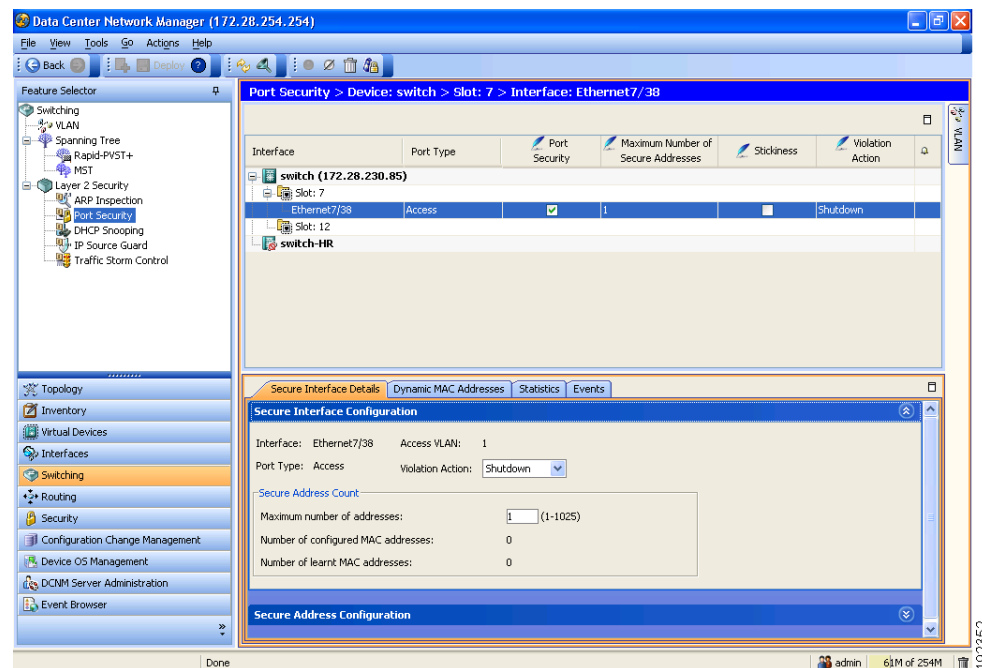 Data Center Network Manager (172.28.254.254)
File View Tools Go Actions Help
Back Deploy
Feature Selector
Switching
VLAN
Spanning Tree
Rapid-PVST+
MST
Layer 2 Security
ARP Inspection
Port Security
DHCP Snooping
IP Source Guard
Traffic Storm Control
Topology
Inventory
Virtual Devices
Interfaces
Switching
Routing
Security
Configuration Change Management
Device OS Management
DCNM Server Administration
Event Browser
Port Security > Device: switch > Slot: 7 > Interface: Ethernet7/38
Interface Port Type Port Security Maximum Number of Secure Addresses Stickiness Violation Action
switch (172.28.230.85)
Slot: 7
Ethernet7/38 Access 1 Shutdown
Slot: 12
switch-HR
VLAN
Secure Interface Details Dynamic MAC Addresses Statistics Events
Secure Interface Configuration
Interface: Ethernet7/38 Access VLAN: 1
Port Type: Access Violation Action: Shutdown
Secure Address Count
Maximum number of addresses: 1 (1-1025)
Number of configured MAC addresses: 0
Number of learnt MAC addresses: 0
Secure Address Configuration
Done admin 61M of 254M
192352